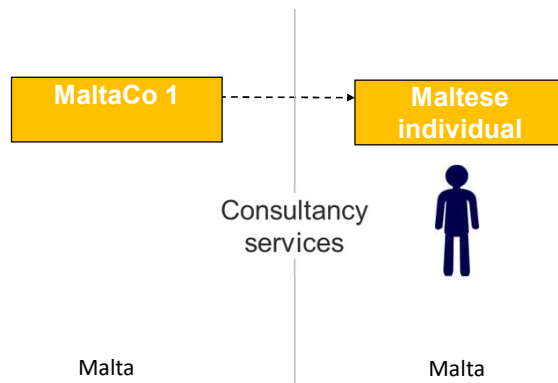 MaltaCo 1
Maltese
individual
Consultancy
services
Malta
Malta